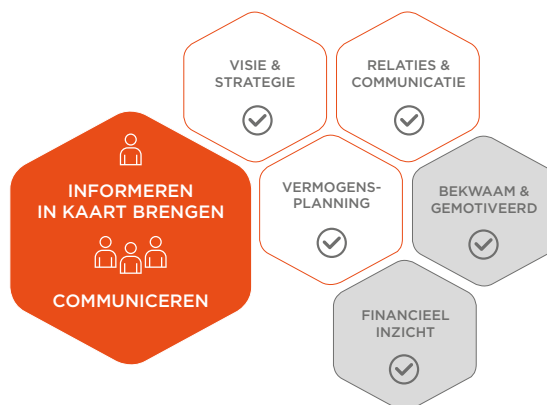 VISIE &
STRATEGIE
RELATIES &
COMMUNICATIE
INFORMEREN
IN KAART BRENGEN
COMMUNICEREN
VERMOGENS-
PLANNING
BEKWAAM &
GEMOTIVEERD
FINANCIEEL
INZICHT